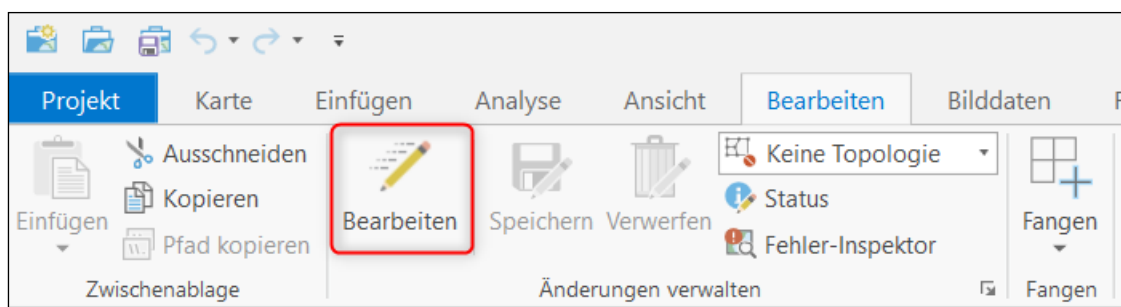 Projekt Karte Einfügen Analyse Ansicht Bearbeiten Bilddaten
Ausschneiden
Kopieren
Pfad kopieren
Einfügen
Zwischenablage
Bearbeiten
Speichern
Verwerfen
Keine Topologie
Status
Fehler-Inspektor
Änderungen verwalten
Fangen
Fangen